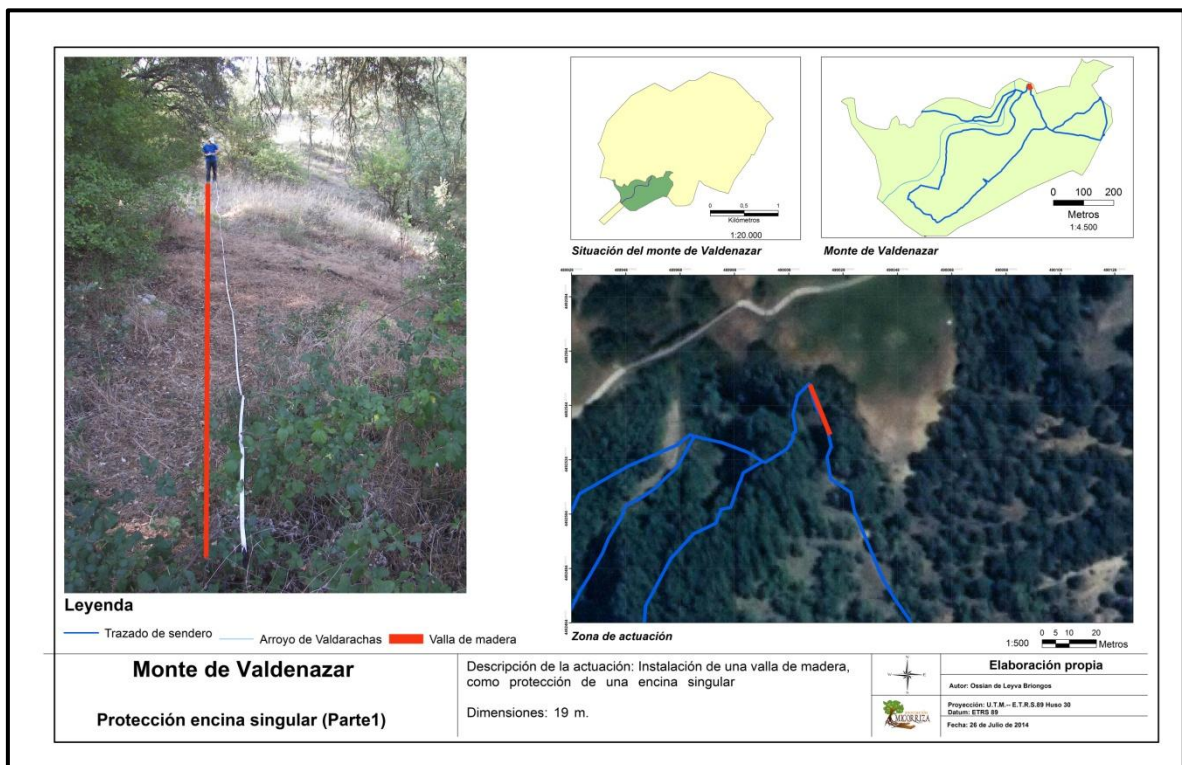 0 0.5 1
Kilómetros
1:20.000
Situación del monte de Valdenazar
0 100 200
Metros
1:4.500
Monte de Valdenazar
Zona de actuación
1:500
0 5 10 20
Metros
Leyenda
Trazado de sendero
Arroyo de Valdarachas
Valla de madera
Monte de Valdenazar
Protección encina singular (Parte1)
Descripción de la actuación: Instalación de una valla de madera,
como protección de una encina singular
Dimensiones: 19 m.
N
W E
S
MICORRIZA
Elaboración propia
Autor: Ossian de Leyva Briongos
Proyección: U.T.M.-- E.T.R.S.89 Huso 30
Datum: ETRS 89
Fecha: 26 de Julio de 2014